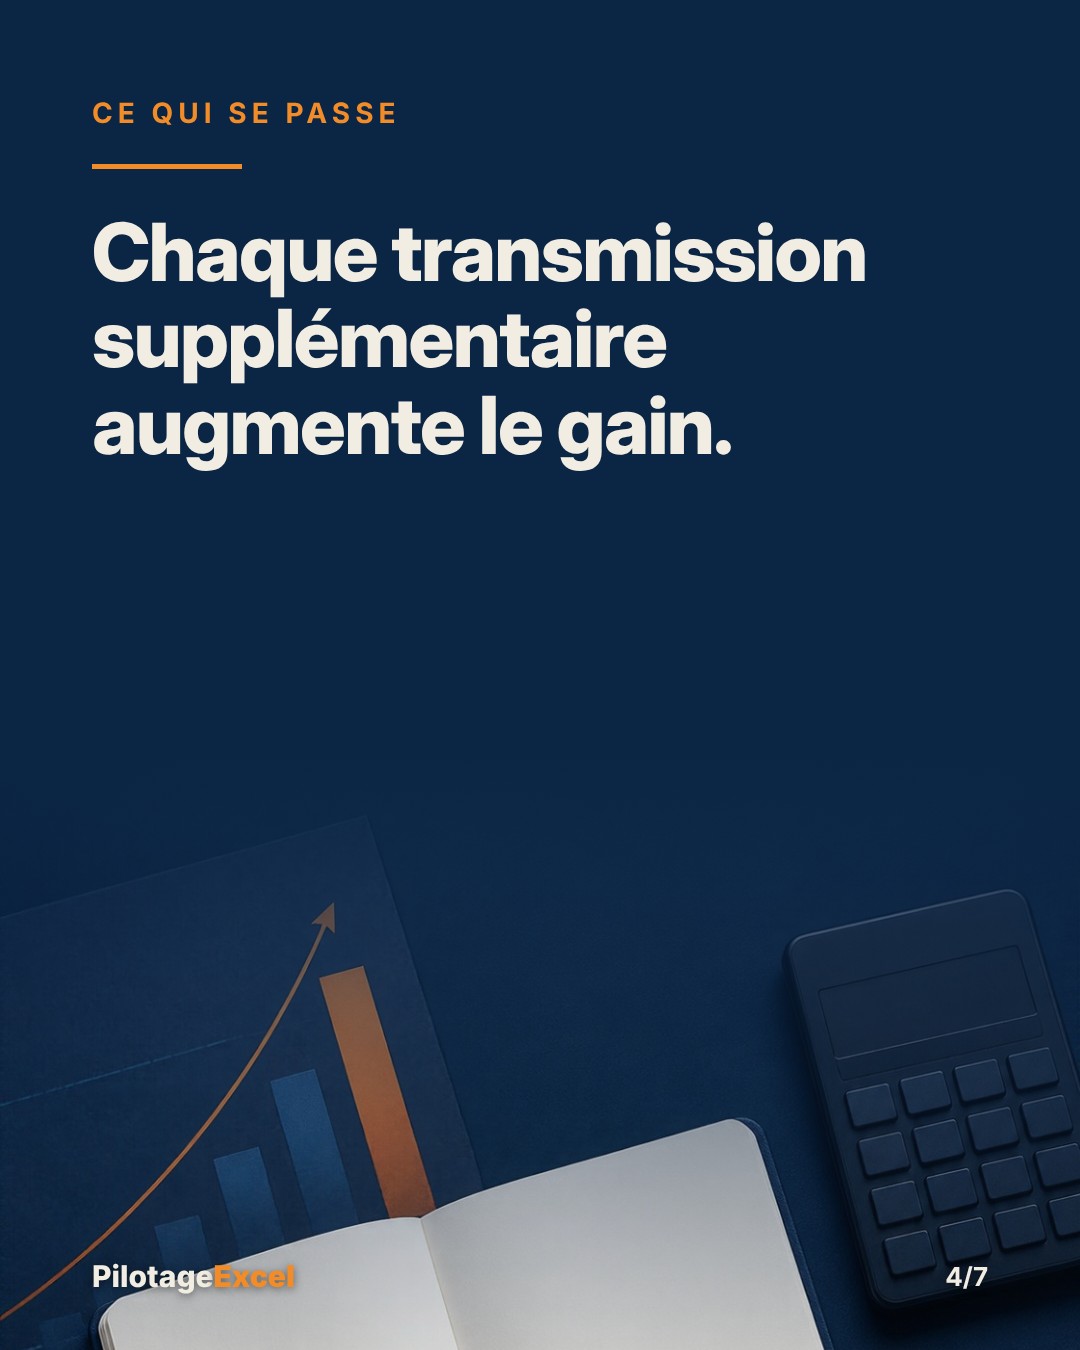 CE QUI SE PASSE
Chaque transmission
supplémentaire
augmente le gain.
PilotageExcel
4/7